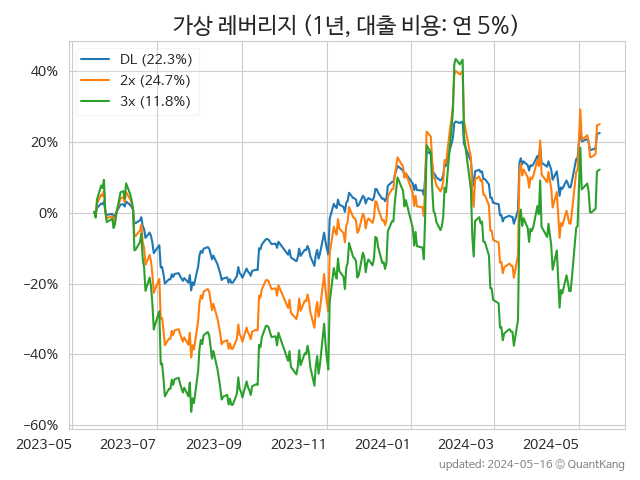 가상 레버리지 (1년, 대출 비용: 연 5%)
DL (22.3%)
2x (24.7%)
3x (11.8%)
40%
20%
0%
−20%
−40%
−60%
2023-05 2023-07 2023-09 2023-11 2024-01 2024-03 2024-05
updated: 2024-05-16 © QuantKang